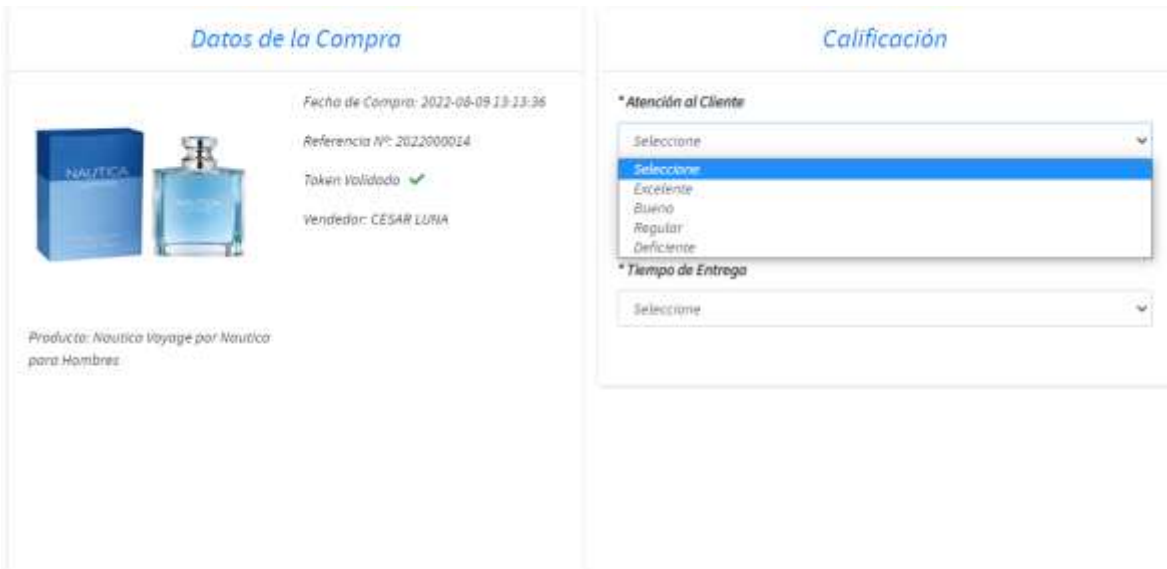 Datos de la Compra
Fecha de Compra: 2022-08-09 13:13:36
Referencia Nº: 2022000014
Token Validado
Vendedor: CESAR LUNA
NAUTICA
Producto: Nautica Voyage por Nautica
para Hombres
Calificación
* Atención al Cliente
Seleccione
Seleccione
Excelente
Bueno
Regular
Deficiente
* Tiempo de Entrega
Seleccione